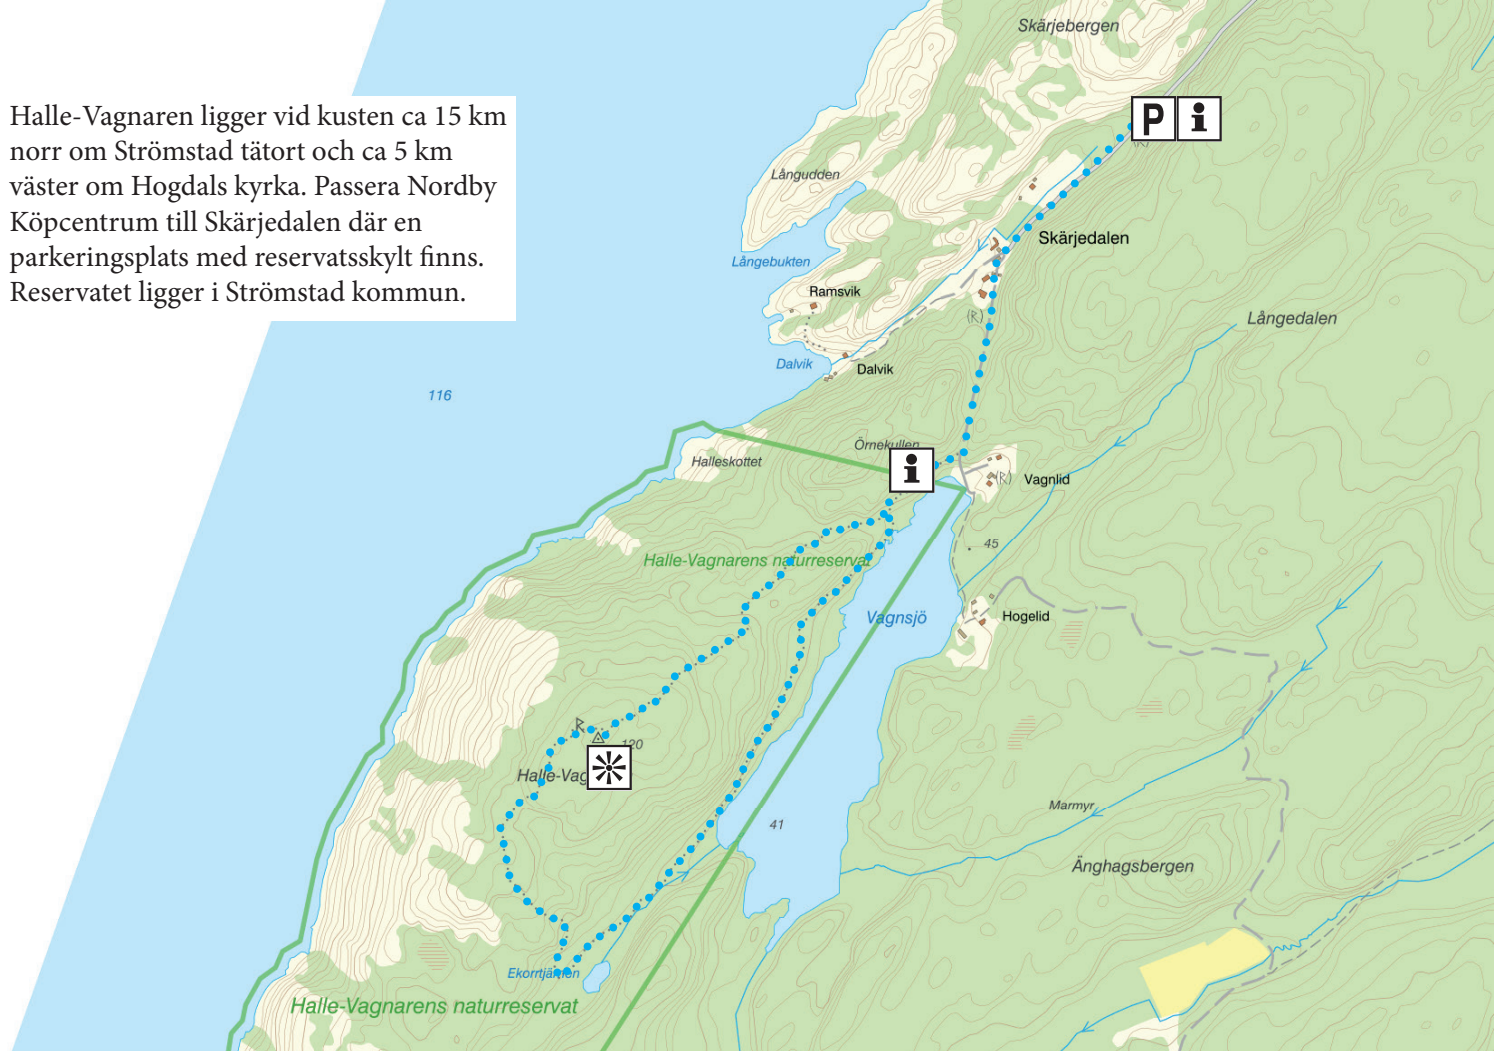 Halle-Vagnaren ligger vid kusten ca 15 km
norr om Strömstad tätort och ca 5 km
väster om Hogdals kyrka. Passera Nordby
Köpcentrum till Skärjedalen där en
parkeringsplats med reservatsskylt finns.
Reservatet ligger i Strömstad kommun.
Skärjebergen
P i
(R)
Långudden
Skärjedalen
Långebukten
Ramsvik
(R)
Långedalen
Dalvik
Dalvik
116
Örnekullen
Halleskottet
i
(R)
Vagnlid
45
Halle-Vagnarens naturreservat
Vagnsjö
Hogelid
R
120
Halle-Vag
Marmyr
41
Änghagsbergen
Ekorrtjärnen
Halle-Vagnarens naturreservat